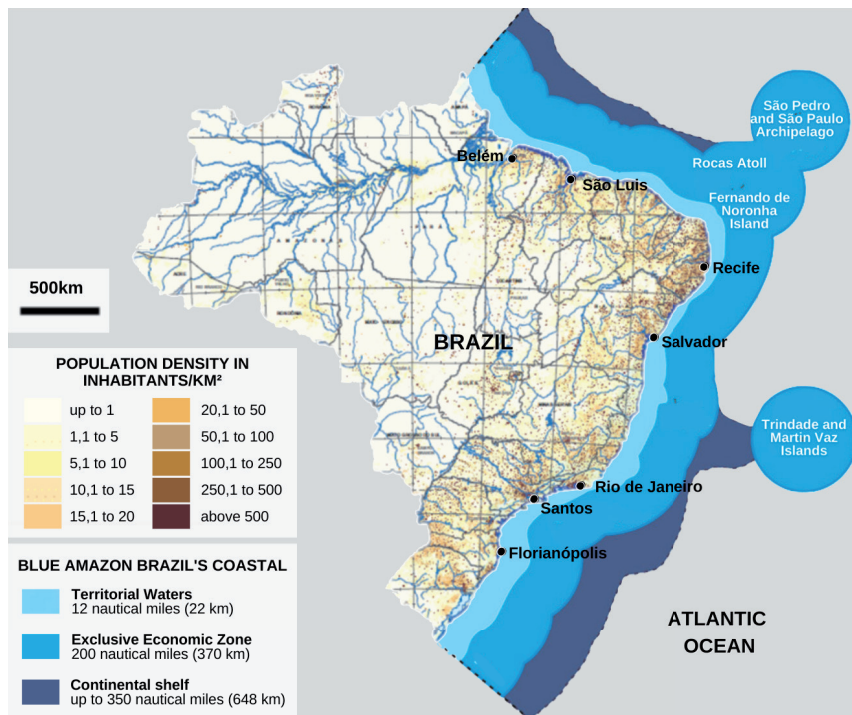 São Pedro
and São Paulo
Archipelago
Rocas Atoll
Fernando de
Noronha
Island
Belém
São Luis
Recife
500km
BRAZIL
Salvador
POPULATION DENSITY IN
INHABITANTS/KM²
up to 1
20,1 to 50
1,1 to 5
50,1 to 100
5,1 to 10
100,1 to 250
10,1 to 15
250,1 to 500
15,1 to 20
above 500
Trindade and
Martin Vaz
Islands
Rio de Janeiro
Santos
Florianópolis
BLUE AMAZON BRAZIL'S COASTAL
Territorial Waters
12 nautical miles (22 km)
Exclusive Economic Zone
200 nautical miles (370 km)
Continental shelf
up to 350 nautical miles (648 km)
ATLANTIC
OCEAN